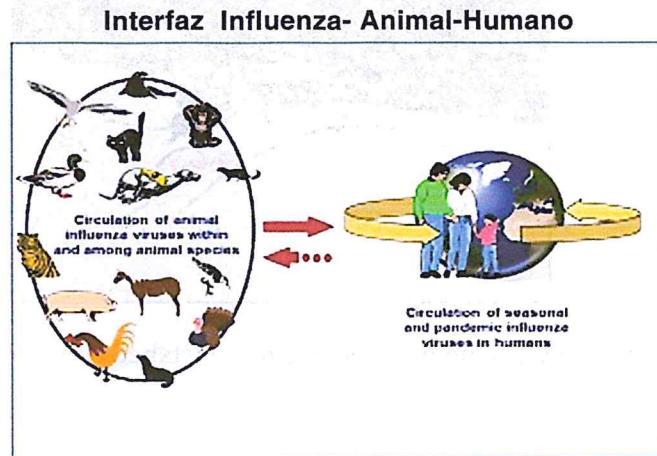 Interfaz Influenza- Animal-Humano
Circulation of animal
influenza viruses within
and among animal species
Circulation of seasonal
and pandemic influenza
viruses in humans